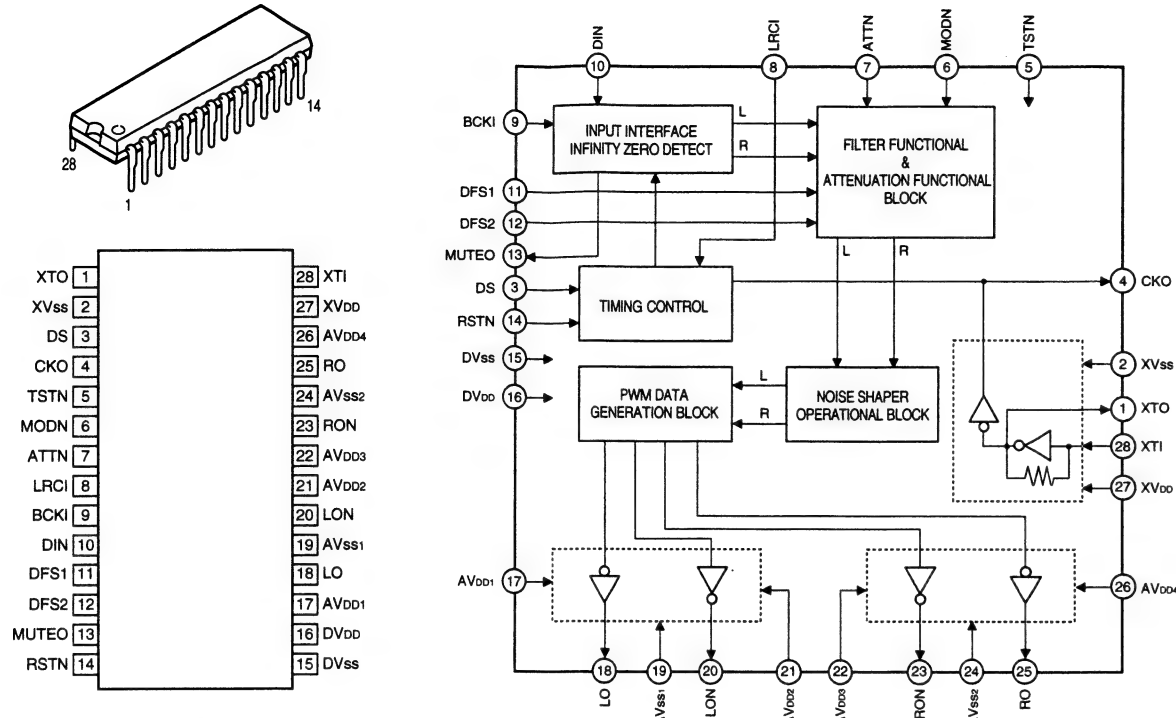 28
14
1
XTO 1
XVss 2
DS 3
CKO 4
TSTN 5
MODN 6
ATTN 7
LRCI 8
BCKI 9
DIN 10
DFS1 11
DFS2 12
MUTEO 13
RSTN 14
28 XTI
27 XVDD
26 AVDD4
25 RO
24 AVss2
23 RON
22 AVDD3
21 AVDD2
20 LON
19 AVss1
18 LO
17 AVDD1
16 DVDD
15 DVss
DIN
LRCI
ATTN
MODN
TSTN
10
8
7
6
5
BCKI 9
DFS1 11
DFS2 12
MUTEO 13
DS 3
RSTN 14
DVss 15
DVDD 16
INPUT INTERFACE
INFINITY ZERO DETECT
L
R
FILTER FUNCTIONAL
&
ATTENUATION FUNCTIONAL
BLOCK
L
R
TIMING CONTROL
4 CKO
2 XVss
1 XTO
28 XTI
27 XVDD
PWM DATA
GENERATION BLOCK
L
R
NOISE SHAPER
OPERATIONAL BLOCK
AVDD1 17
26 AVDD4
18
19
20
21
22
23
24
25
LO
AVss1
LON
AVDD2
AVDD3
RON
AVss2
RO